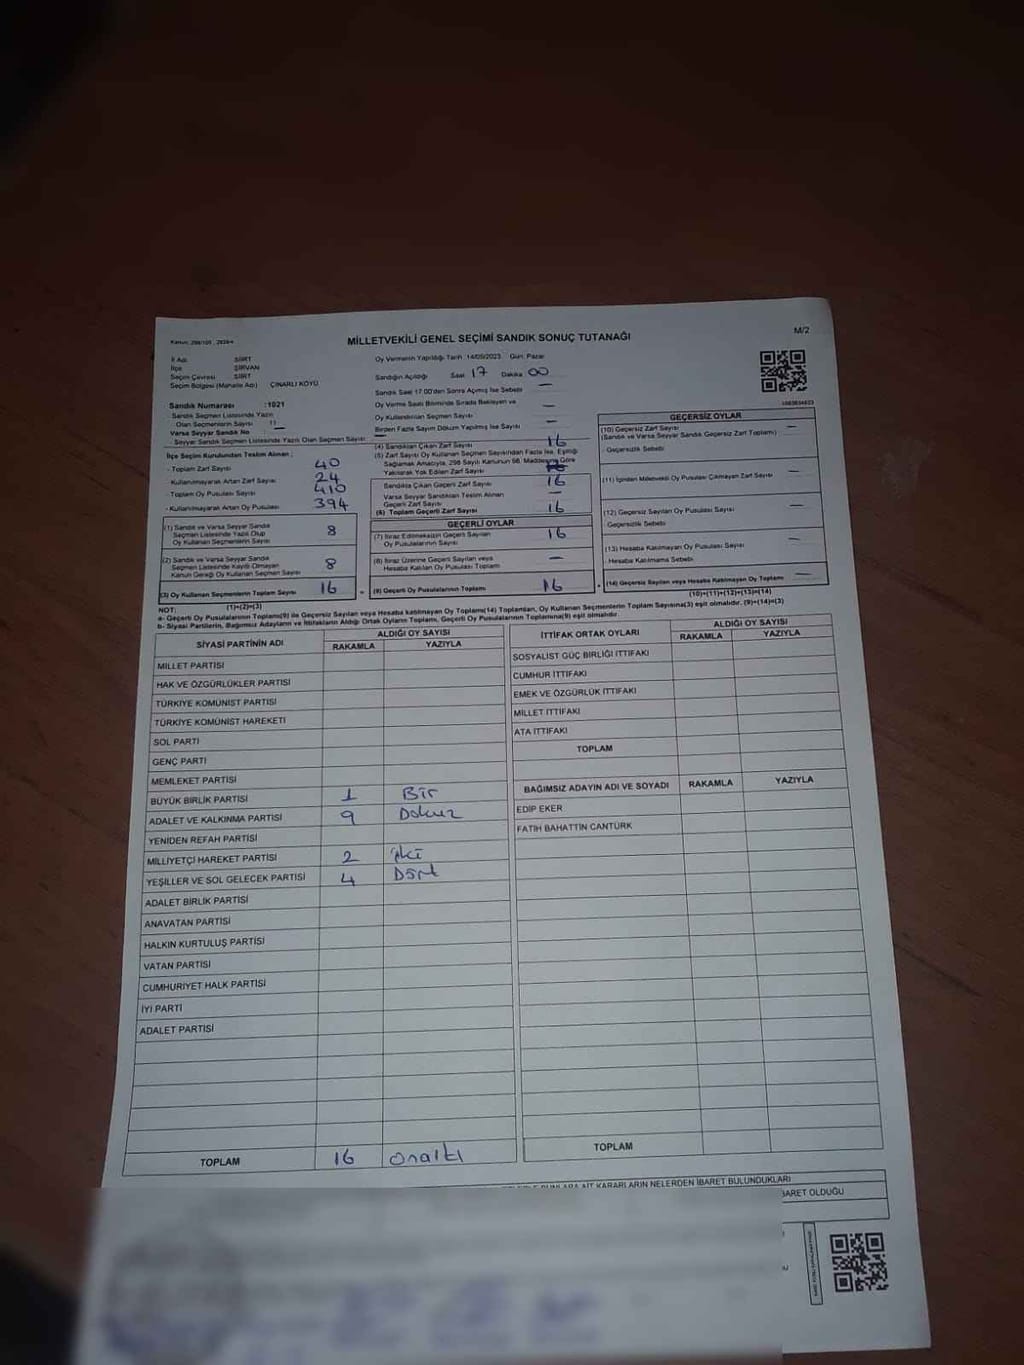 Kanun: 298/105, 2839/4
MİLLETVEKİLİ GENEL SEÇİMİ SANDIK SONUÇ TUTANAĞI
M/2
İl Adı SİİRT
İlçe ŞİRVAN
Seçim Çevresi SİİRT
Seçim Bölgesi (Mahalle Adı) ÇINARLI KÖYÜ
Sandık Numarası :1021
Sandık Seçmen Listesinde Yazılı
Olan Seçmenlerin Sayısı 11
Varsa Seyyar Sandık No —
- Seyyar Sandık Seçmen Listesinde Yazılı Olan Seçmen Sayısı —
İlçe Seçim Kurulundan Teslim Alınan ;
- Toplam Zarf Sayısı 40
- Kullanılmayarak Artan Zarf Sayısı 24
- Toplam Oy Pusulası Sayısı 410
- Kullanılmayarak Artan Oy Pusulası 394
(1) Sandık ve Varsa Seyyar Sandık
Seçmen Listesinde Yazılı Olup
Oy Kullanan Seçmenlerin Sayısı 8
(2) Sandık ve Varsa Seyyar Sandık
Seçmen Listesinde Kayıtlı Olmayan
Kanun Gereği Oy Kullanan Seçmen Sayısı 8
(3) Oy Kullanan Seçmenlerin Toplam Sayısı 16
(1)+(2)=(3)
Oy Vermenin Yapıldığı Tarih 14/05/2023 Gün: Pazar
Sandığın Açıldığı Saat 17 Dakika 00
Sandık Saat 17.00'den Sonra Açılmış İse Sebebi —
Oy Verme Saati Bitiminde Sırada Bekleyen ve
Oy Kullandırılan Seçmen Sayısı —
Birden Fazla Sayım Döküm Yapılmış İse Sayısı —
(4) Sandıktan Çıkan Zarf Sayısı 16
(5) Zarf Sayısı Oy Kullanan Seçmen Sayısından Fazla İse, Eşitliği
Sağlamak Amacıyla, 298 Sayılı Kanunun 98. Maddesine Göre
Yakılarak Yok Edilen Zarf Sayısı
Sandıkta Çıkan Geçerli Zarf Sayısı 16
Varsa Seyyar Sandıktan Teslim Alınan
Geçerli Zarf Sayısı —
(6) Toplam Geçerli Zarf Sayısı 16
GEÇERLİ OYLAR
(7) İtiraz Edilmeksizin Geçerli Sayılan
Oy Pusulalarının Sayısı 16
(8) İtiraz Üzerine Geçerli Sayılan veya
Hesaba Katılan Oy Pusulası Toplamı —
(9) Geçerli Oy Pusulalarının Toplamı 16
GEÇERSİZ OYLAR
(10) Geçersiz Zarf Sayısı
(Sandık ve Varsa Seyyar Sandık Geçersiz Zarf Toplamı) —
Geçersizlik Sebebi
(11) İçinden Milletvekili Oy Pusulası Çıkmayan Zarf Sayısı —
(12) Geçersiz Sayılan Oy Pusulası Sayısı —
Geçersizlik Sebebi
(13) Hesaba Katılmayan Oy Pusulası Sayısı —
Hesaba Katılmama Sebebi
(14) Geçersiz Sayılan veya Hesaba Katılmayan Oy Toplamı —
(10)+(11)+(12)+(13)=(14)
NOT:
a- Geçerli Oy Pusulalarının Toplamı(9) ile Geçersiz Sayılan veya Hesaba katılmayan Oy Toplamı(14) Toplamları, Oy Kullanan Seçmenlerin Toplam Sayısına(3) eşit olmalıdır. (9)+(14)=(3)
b- Siyasi Partilerin, Bağımsız Adayların ve İttifakların Aldığı Ortak Oyların Toplamı, Geçerli Oy Pusulalarının Toplamına(9) eşit olmalıdır
SİYASİ PARTİNİN ADI
ALDIĞI OY SAYISI
RAKAMLA YAZIYLA
MİLLET PARTİSİ
HAK VE ÖZGÜRLÜKLER PARTİSİ
TÜRKİYE KOMÜNİST PARTİSİ
TÜRKİYE KOMÜNİST HAREKETİ
SOL PARTİ
GENÇ PARTİ
MEMLEKET PARTİSİ
BÜYÜK BİRLİK PARTİSİ 1 Bir
ADALET VE KALKINMA PARTİSİ 9 Dokuz
YENİDEN REFAH PARTİSİ
MİLLİYETÇİ HAREKET PARTİSİ 2 iki
YEŞİLLER VE SOL GELECEK PARTİSİ 4 Dört
ADALET BİRLİK PARTİSİ
ANAVATAN PARTİSİ
HALKIN KURTULUŞ PARTİSİ
VATAN PARTİSİ
CUMHURİYET HALK PARTİSİ
İYİ PARTİ
ADALET PARTİSİ
TOPLAM 16 onaltı
İTTİFAK ORTAK OYLARI
ALDIĞI OY SAYISI
RAKAMLA YAZIYLA
SOSYALİST GÜÇ BİRLİĞİ İTTİFAKI
CUMHUR İTTİFAKI
EMEK VE ÖZGÜRLÜK İTTİFAKI
MİLLET İTTİFAKI
ATA İTTİFAKI
TOPLAM
BAĞIMSIZ ADAYIN ADI VE SOYADI RAKAMLA YAZIYLA
EDİP EKER
FATİH BAHATTİN CANTÜRK
TOPLAM
BUNLARA AİT KARARLARIN NELERDEN İBARET BULUNDUKLARI
İBARET OLDUĞU